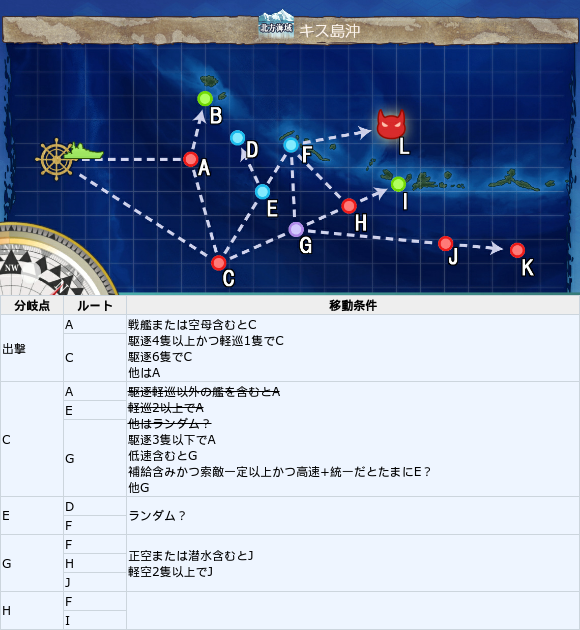 北方海域 キス島沖
B
D
F
L
A
E
I
H
G
J
K
C
NW
NW
分岐点 ルート 移動条件
出撃
A
C
戦艦または空母含むとC
駆逐4隻以上かつ軽巡1隻でC
駆逐6隻でC
他はA
C
A
E
G
駆逐軽巡以外の艦を含むとA
軽巡2以上でA
他はランダム？
駆逐3隻以下でA
低速含むとG
補給含みかつ索敵一定以上かつ高速+統一だとたまにE？
他G
E
D
F
ランダム？
G
F
H
J
正空または潜水含むとJ
軽空2隻以上でJ
H
F
I